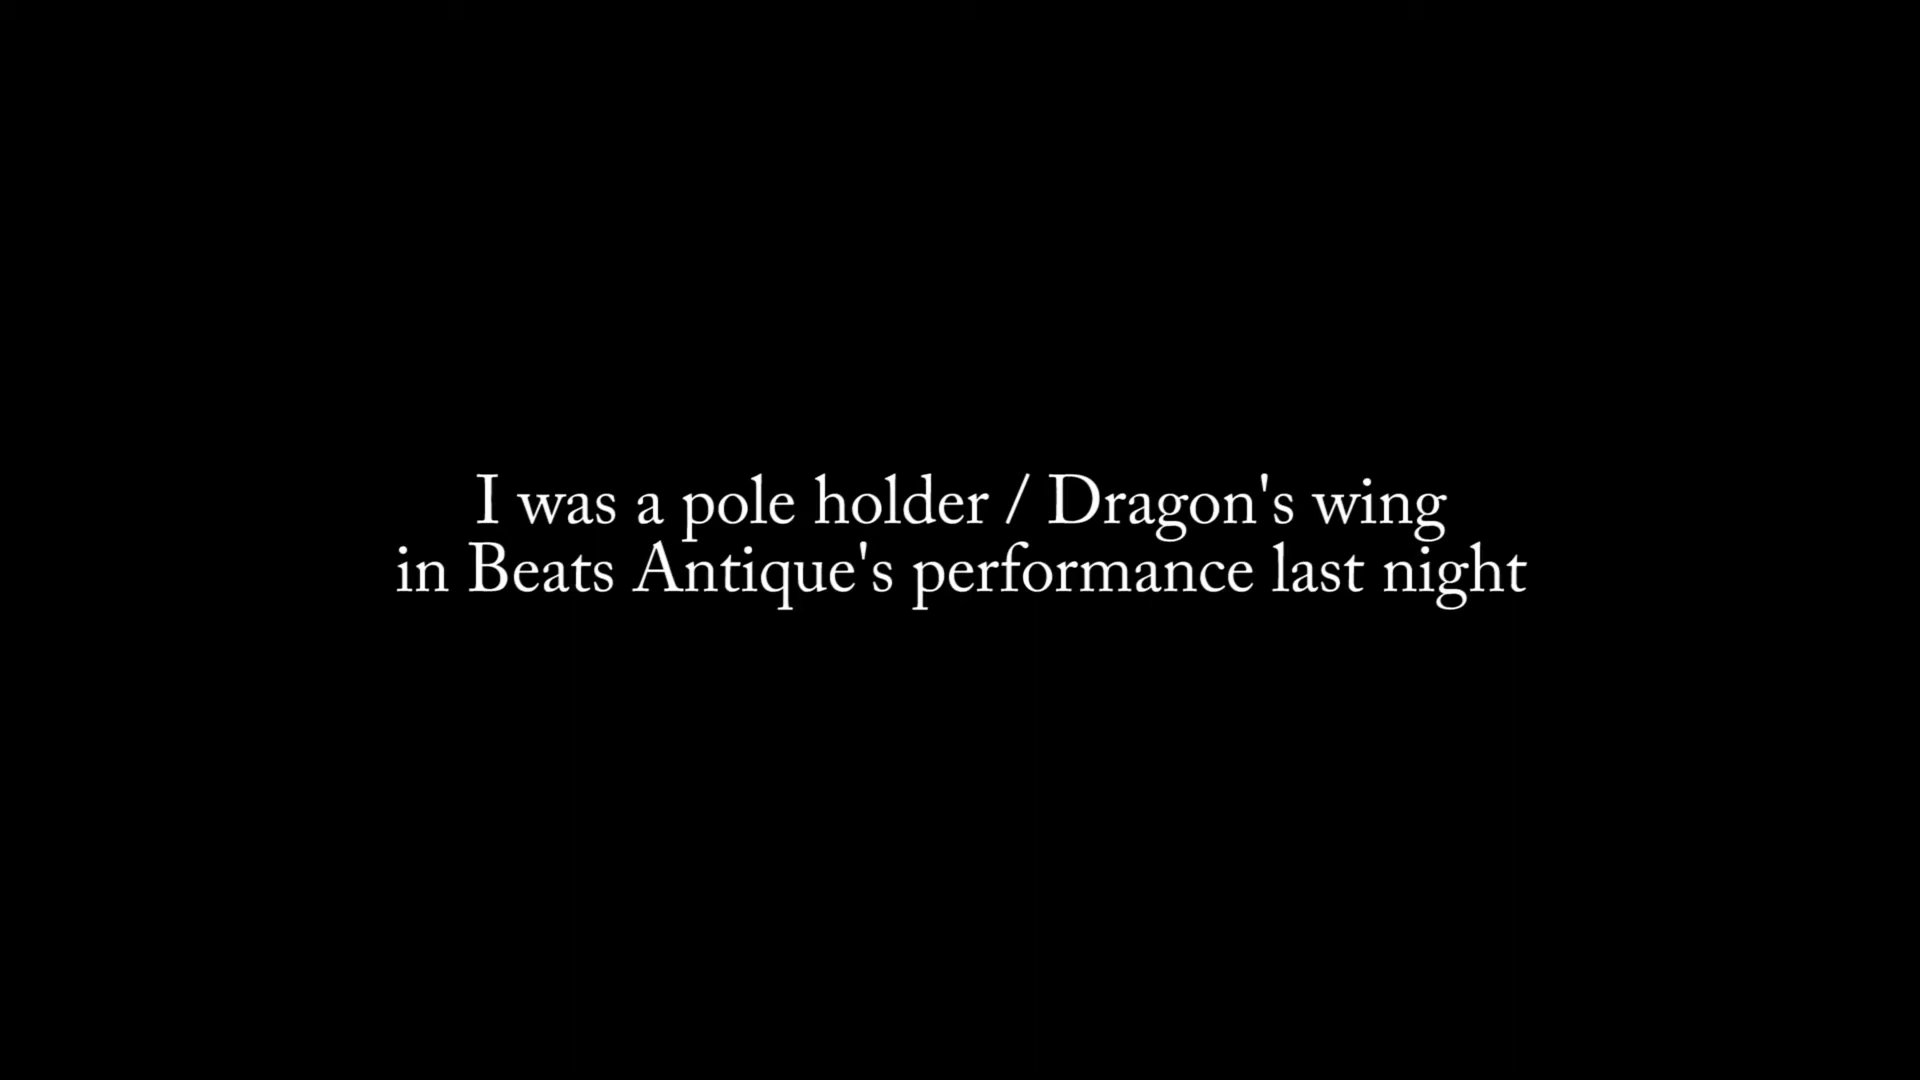 I was a pole holder / Dragon's wing
in Beats Antique's performance last night